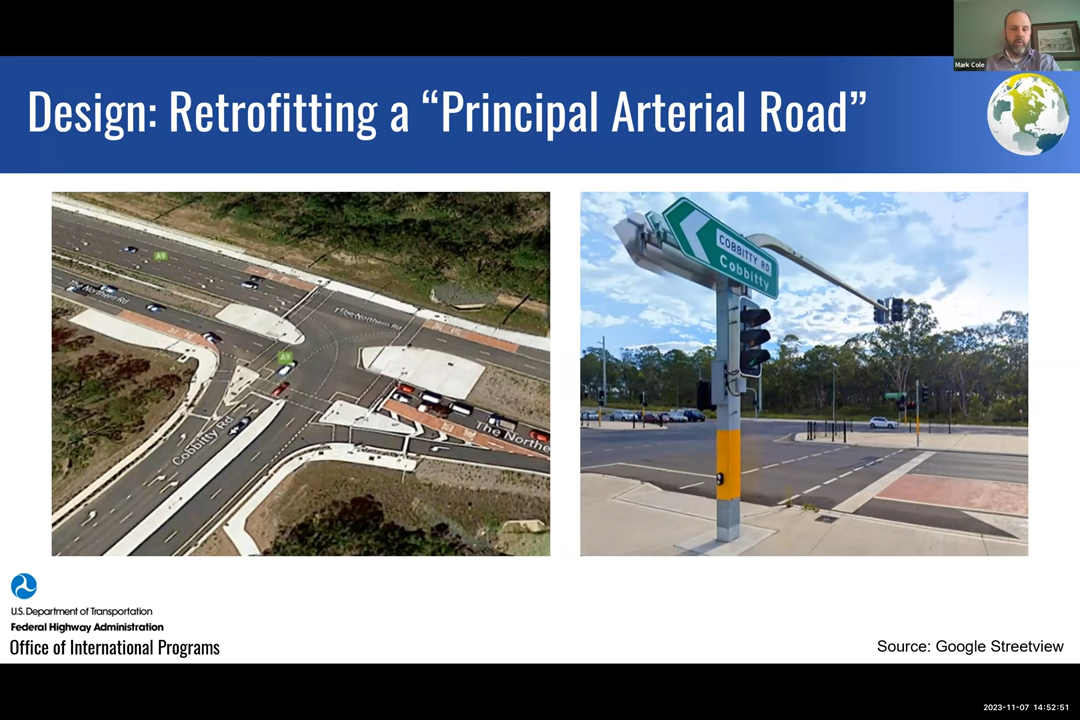 Mark Cole
Design: Retrofitting a “Principal Arterial Road”
A9
The Northern Rd
The Northern Rd
A9
Cobbitty Rd
The Northe
COBBITTY RD
Cobbitty
U.S. Department of Transportation
Federal Highway Administration
Office of International Programs
Source: Google Streetview
2023-11-07 14:52:51